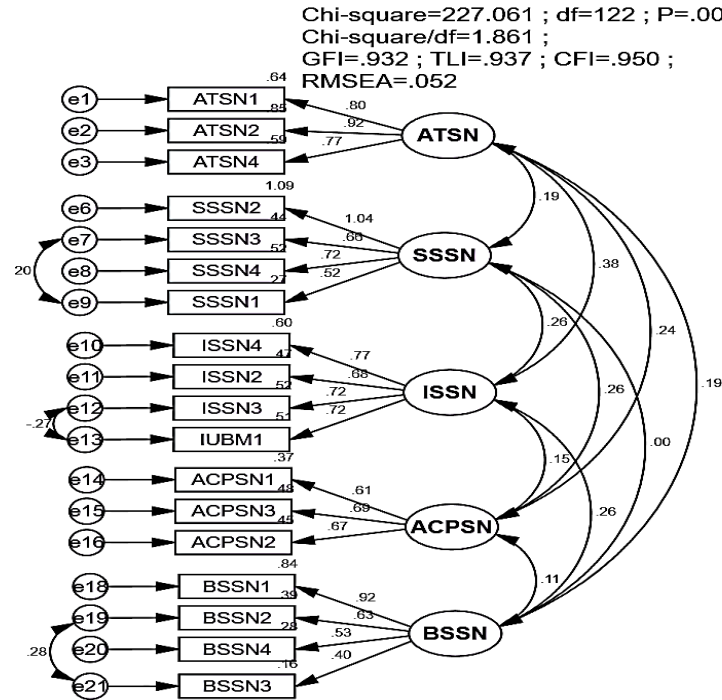 Chi-square=227.061 ; df=122 ; P=.00
Chi-square/df=1.861 ;
GFI=.932 ; TLI=.937 ; CFI=.950 ;
RMSEA=.052
.64
e1 ATSN1 .80
.85
e2 ATSN2 .92 ATSN
.59
e3 ATSN4 .77
.19
1.09
e6 SSSN2 1.04
.44
e7 SSSN3 .66 SSSN
.52
20 e8 SSSN4 .72
.27
e9 SSSN1 .52
.38
.26
.24
.60
e10 ISSN4 .77
.47
e11 ISSN2 .68 ISSN
.52
-.27 e12 ISSN3 .72
.51
e13 IUBM1 .72
.26
.19
.00
.15
.37
e14 ACPSN1 .61
.48
e15 ACPSN3 .69 ACPSN
.45
e16 ACPSN2 .67
.26
.11
.84
e18 BSSN1 .92
.39
e19 BSSN2 .63 BSSN
.28
.28 e20 BSSN4 .53
.16
e21 BSSN3 .40